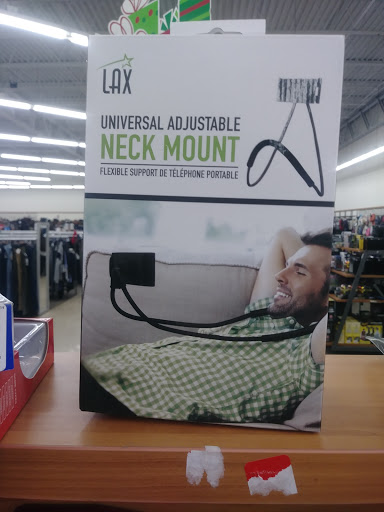 LAX
UNIVERSAL ADJUSTABLE
NECK MOUNT
FLEXIBLE SUPPORT DE TÉLÉPHONE PORTABLE